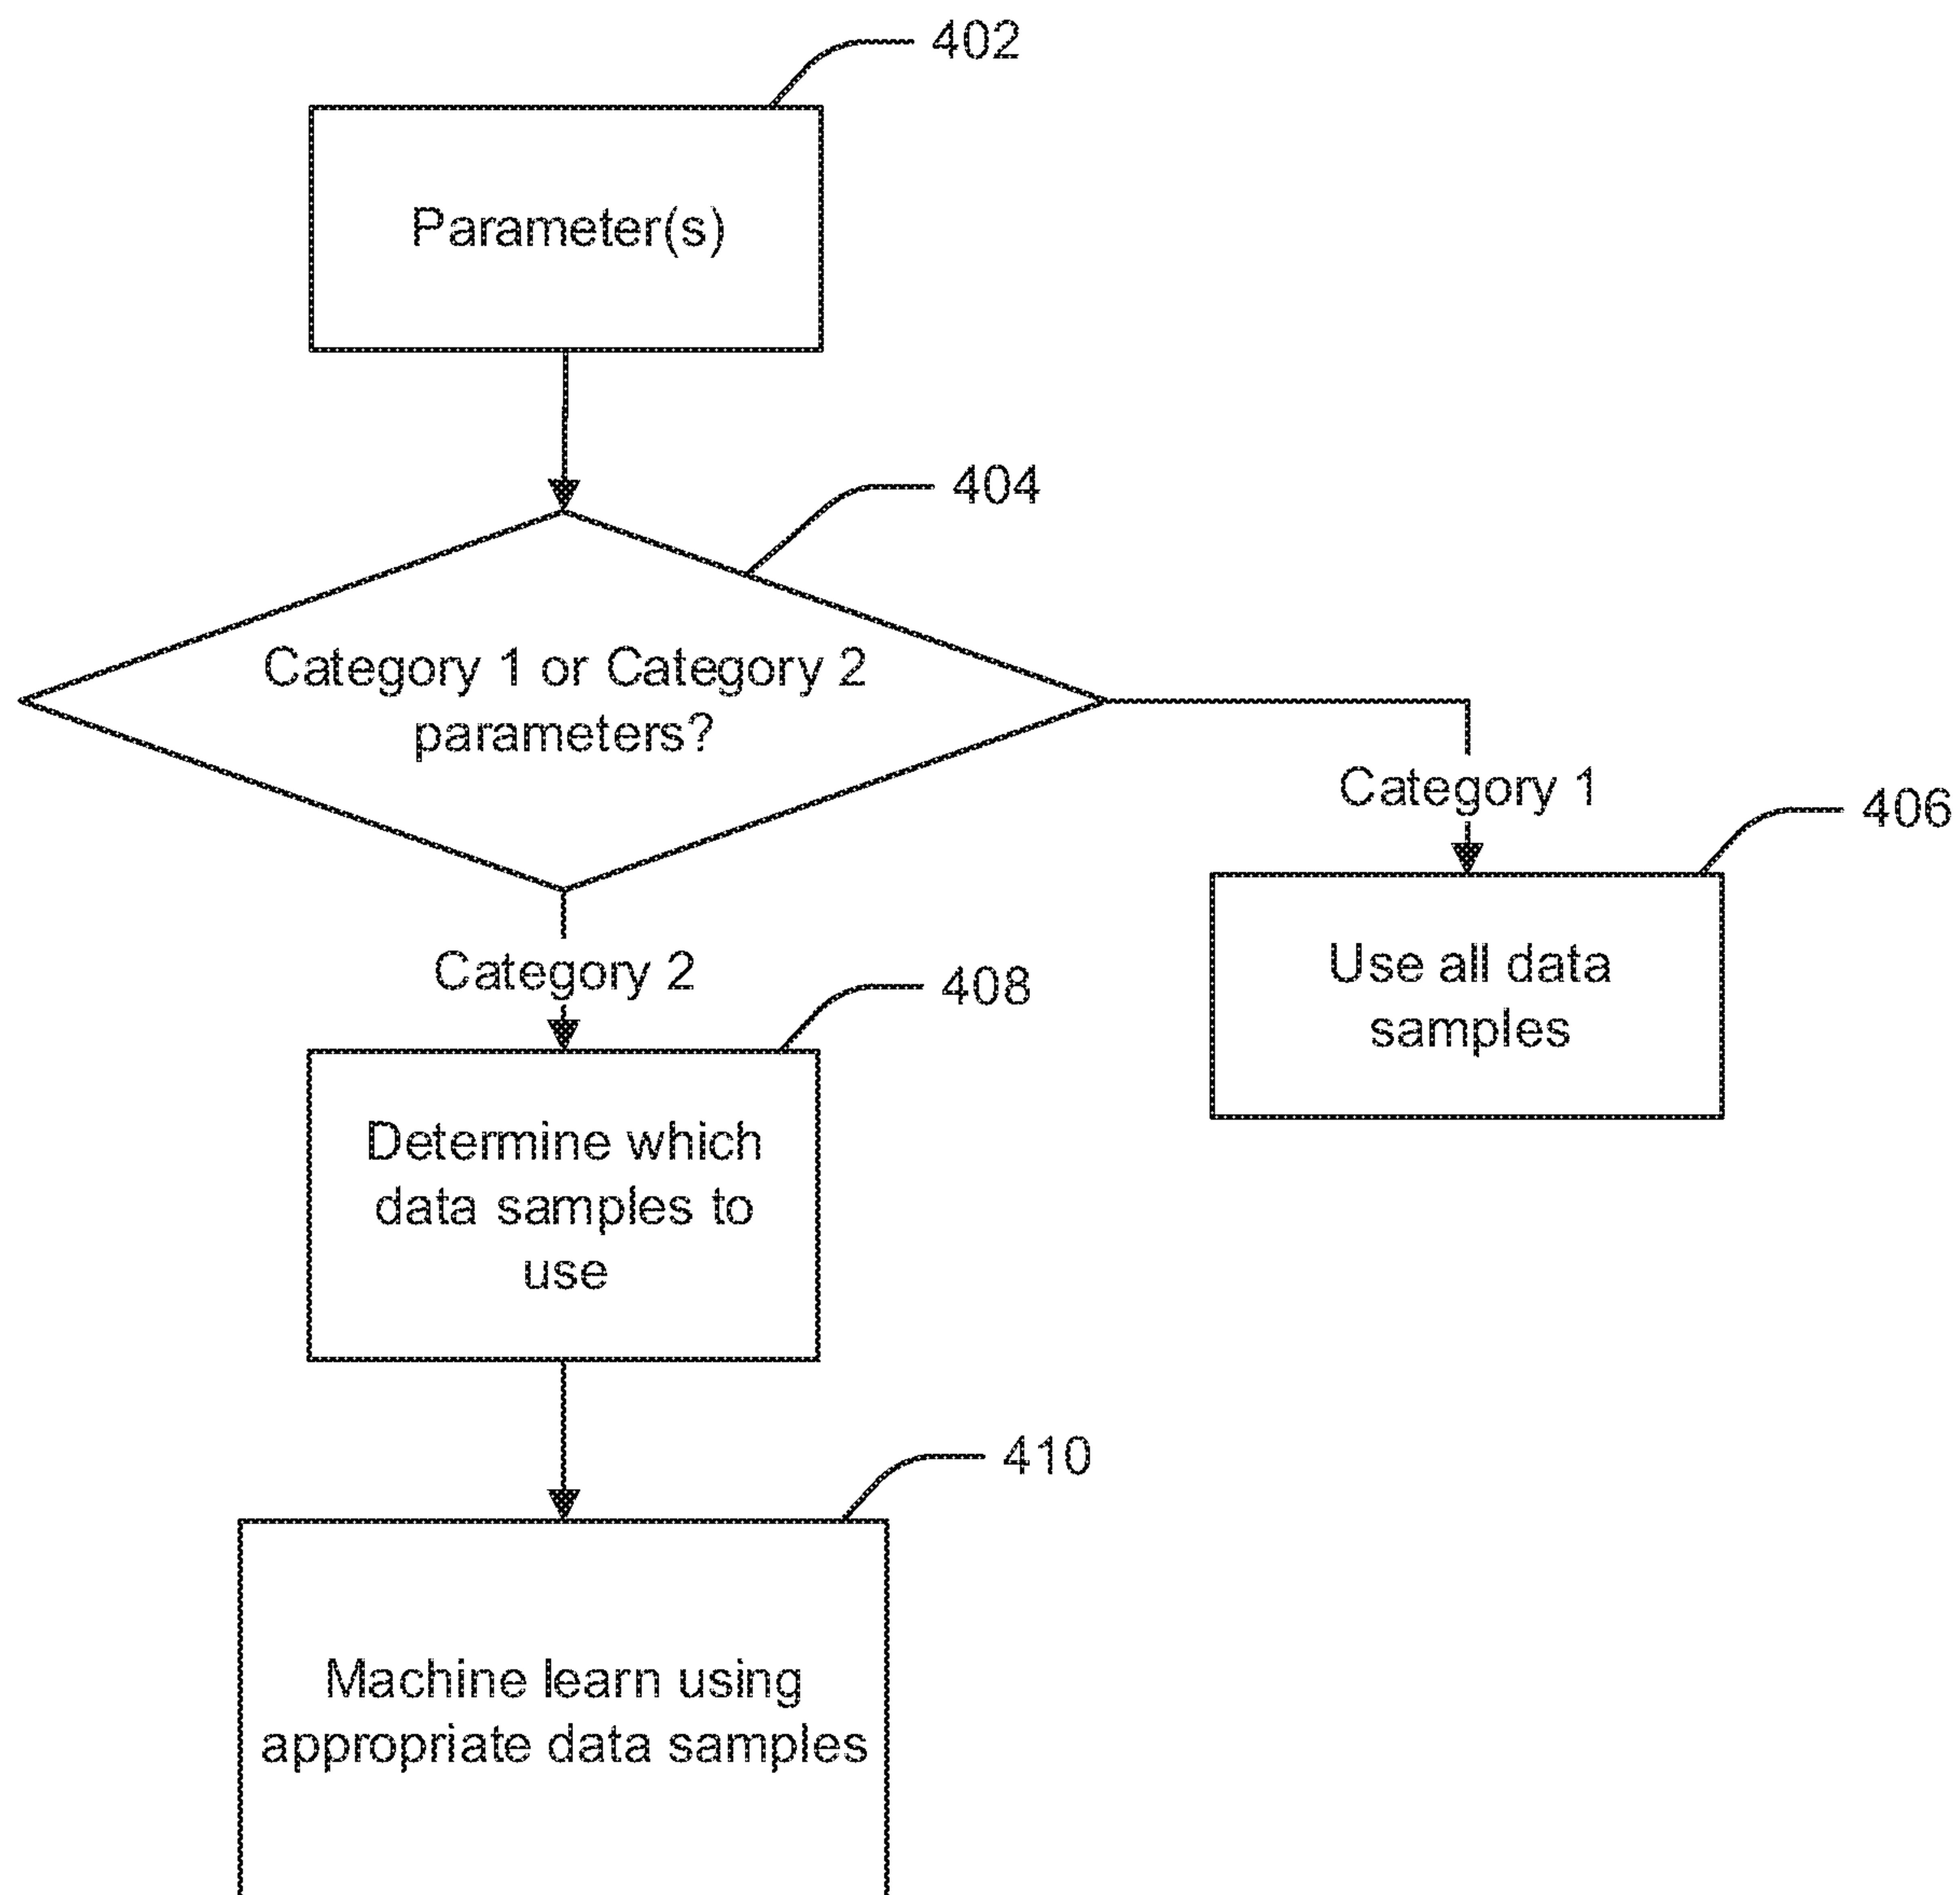 402
Parameter(s)
404
Category 1 or Category 2
parameters?
Category 1
406
Use all data
samples
Category 2
408
Determine which
data samples to
use
410
Machine learn using
appropriate data samples